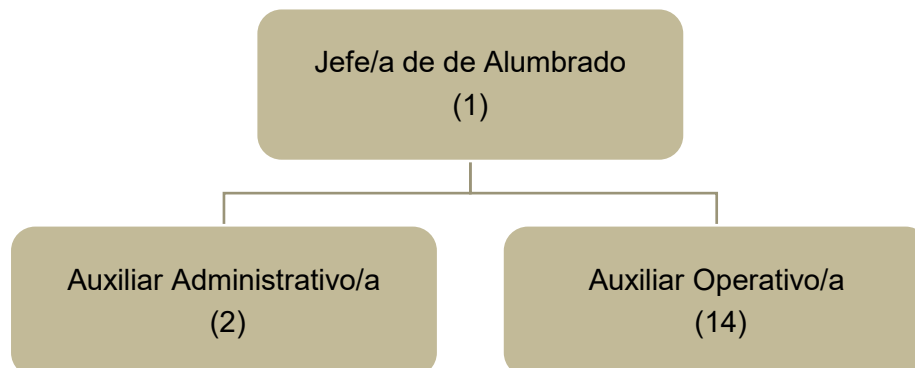 Jefe/a de de Alumbrado
(1)
Auxiliar Administrativo/a
(2)
Auxiliar Operativo/a
(14)